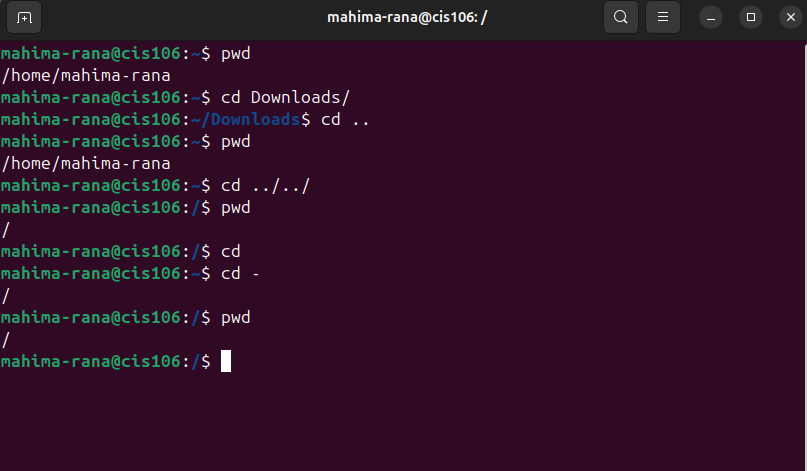 mahima-rana@cis106: /
mahima-rana@cis106:~$ pwd
/home/mahima-rana
mahima-rana@cis106:~$ cd Downloads/
mahima-rana@cis106:~/Downloads$ cd ..
mahima-rana@cis106:~$ pwd
/home/mahima-rana
mahima-rana@cis106:~$ cd ../../
mahima-rana@cis106:/$ pwd
/
mahima-rana@cis106:/$ cd
mahima-rana@cis106:~$ cd -
/
mahima-rana@cis106:/$ pwd
/
mahima-rana@cis106:/$